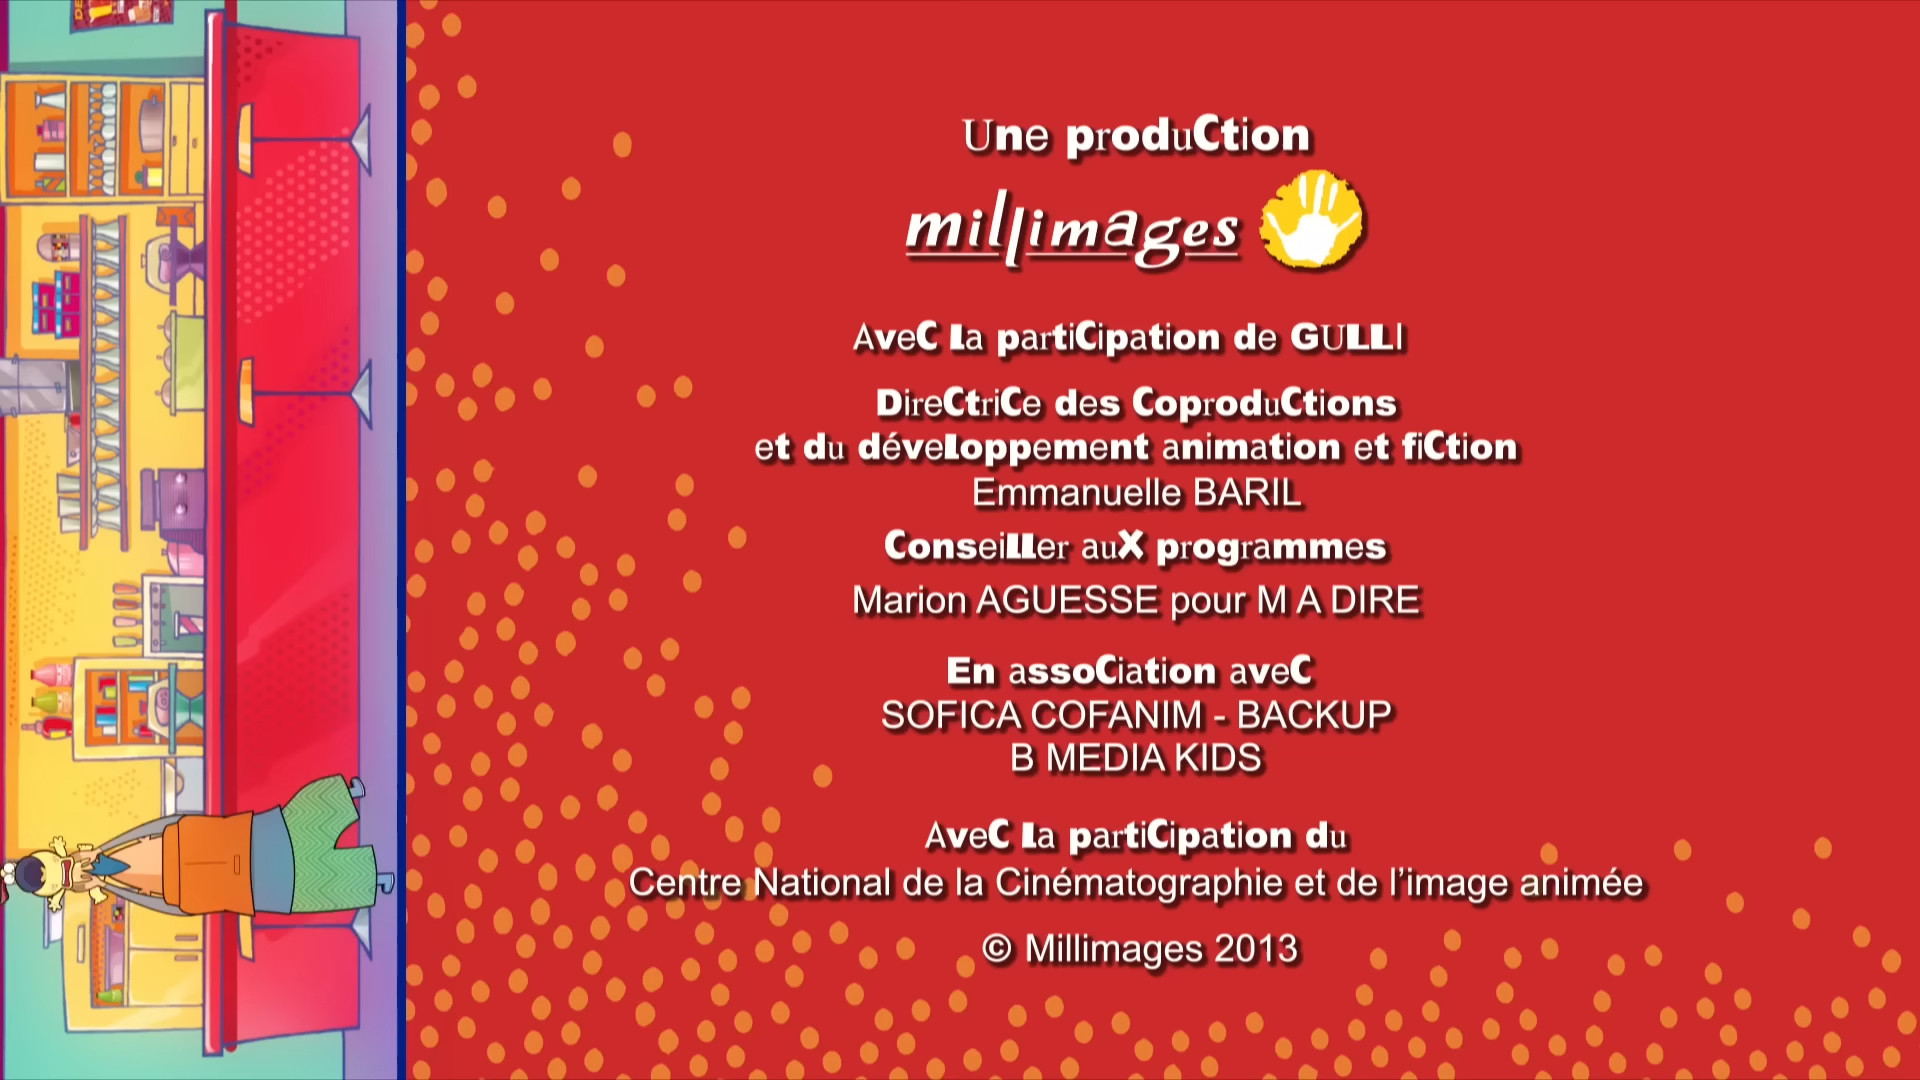 Une produCtion
millimages
AveC La partiCipation de GULLI
DireCtriCe des CoproduCtions
et du déveLoppement animation et fiCtion
Emmanuelle BARIL
ConseiLLer auX programmes
Marion AGUESSE pour M A DIRE
En assoCiation aveC
SOFICA COFANIM - BACKUP
B MEDIA KIDS
AveC La partiCipation du
Centre National de la Cinématographie et de l’image animée
© Millimages 2013